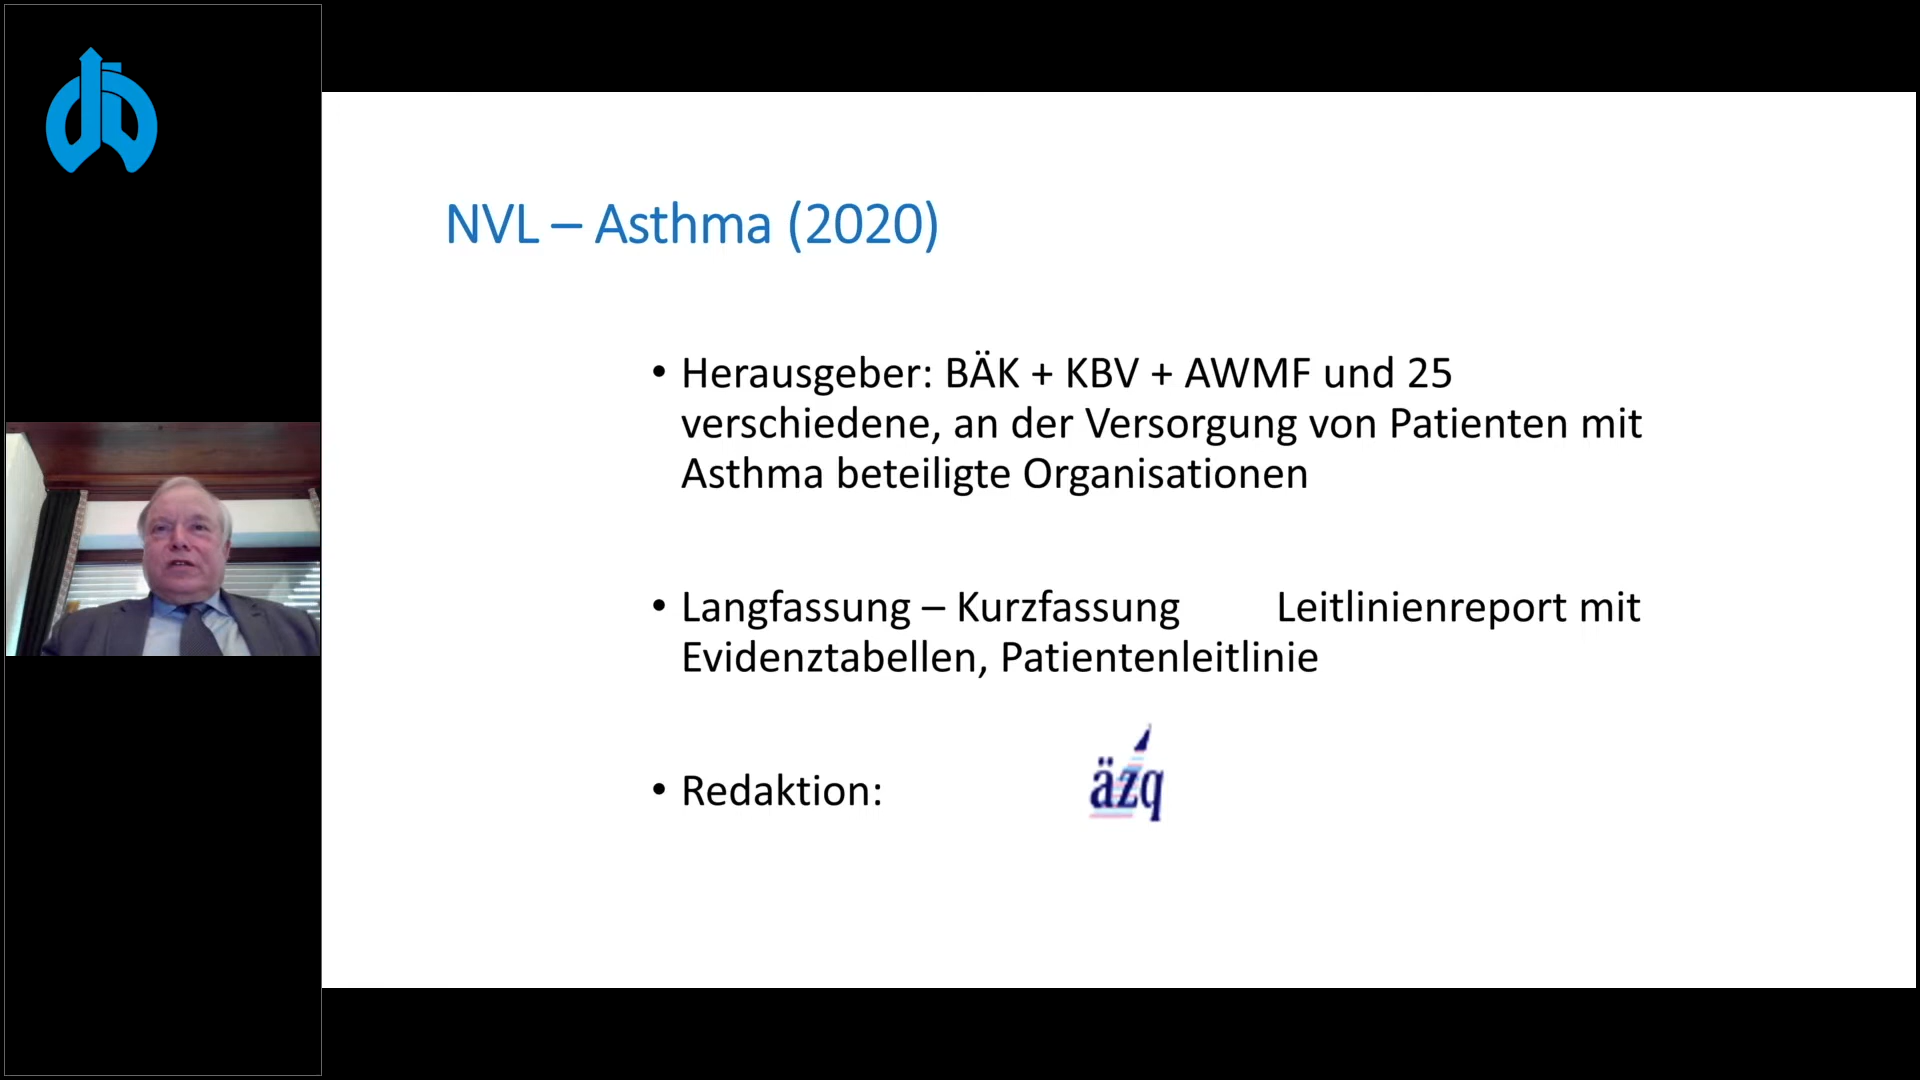 NVL – Asthma (2020)
• Herausgeber: BÄK + KBV + AWMF und 25
verschiedene, an der Versorgung von Patienten mit
Asthma beteiligte Organisationen
• Langfassung – Kurzfassung Leitlinienreport mit
Evidenztabellen, Patientenleitlinie
• Redaktion:
äzq